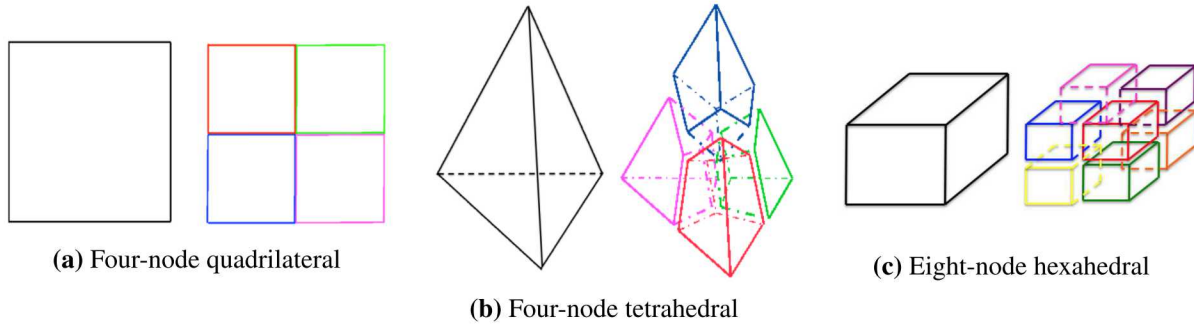 (a) Four-node quadrilateral
(b) Four-node tetrahedral
(c) Eight-node hexahedral